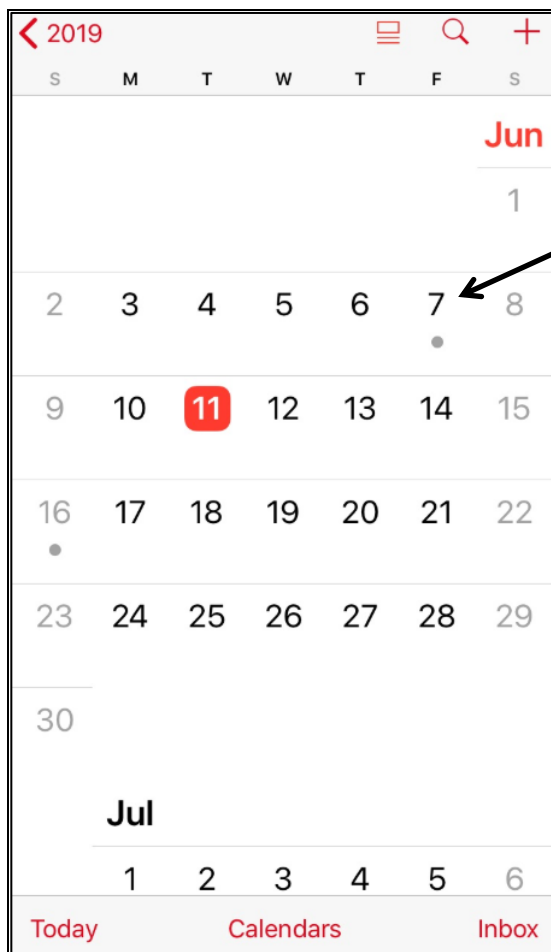 2019
S M T W T F S
Jun
1
2 3 4 5 6 7 8
9 10 11 12 13 14 15
16 17 18 19 20 21 22
23 24 25 26 27 28 29
30
Jul
1 2 3 4 5 6
Today Calendars Inbox